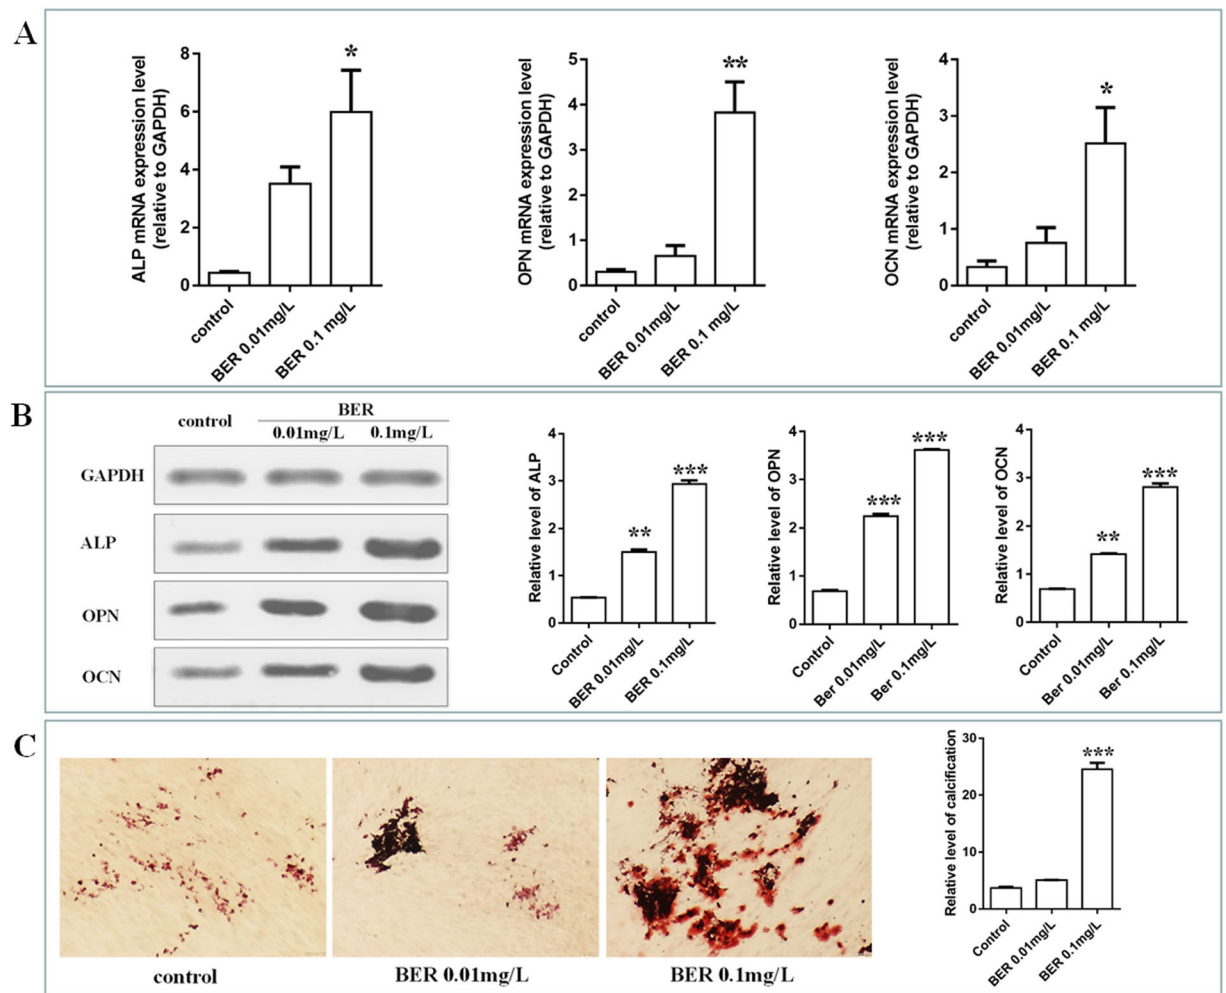 A
ALP mRNA expression level
(relative to GAPDH)
8
6
4
2
0
*
control
BER 0.01mg/L
BER 0.1 mg/L
OPN mRNA expression level
(relative to GAPDH)
5
4
3
2
1
0
**
control
BER 0.01mg/L
BER 0.1 mg/L
OCN mRNA expression level
(relative to GAPDH)
4
3
2
1
0
*
control
BER 0.01mg/L
BER 0.1 mg/L
B
control
BER
0.01mg/L 0.1mg/L
GAPDH
ALP
OPN
OCN
Relative level of ALP
4
3
2
1
0
**
***
Control
BER 0.01mg/L
BER 0.1mg/L
Relative level of OPN
4
3
2
1
0
***
***
Control
Ber 0.01mg/L
Ber 0.1mg/L
Relative level of OCN
4
3
2
1
0
**
***
Control
Ber 0.01mg/L
Ber 0.1mg/L
C
control
BER 0.01mg/L
BER 0.1mg/L
Relative level of calcification
30
20
10
0
***
Control
BER 0.01mg/L
BER 0.1mg/L